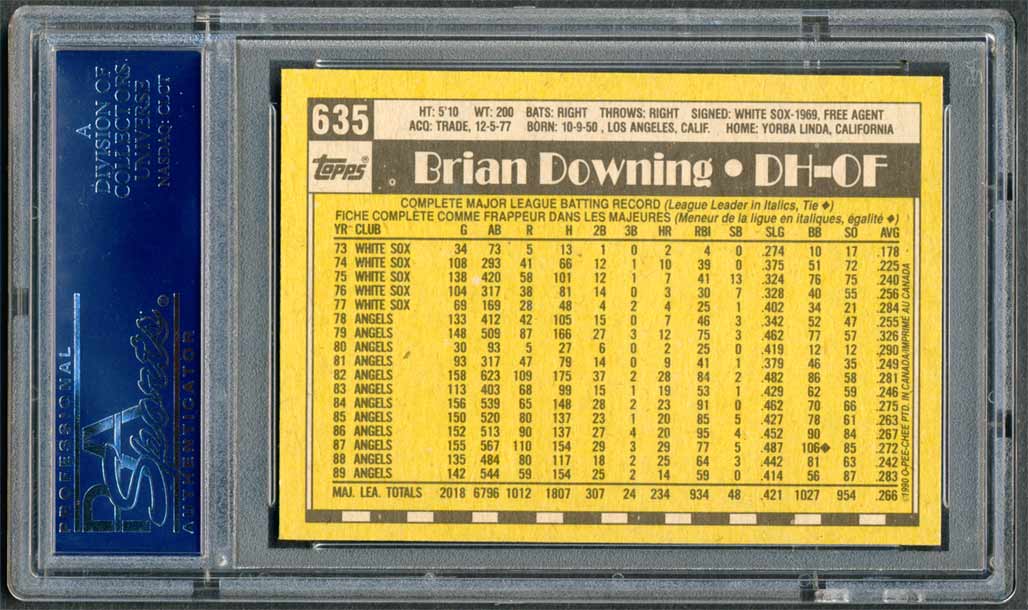 A
DIVISION OF
COLLECTORS
UNIVERSE
NASDAQ: CLCT
PROFESSIONAL
PSA
Sports®
AUTHENTICATOR
635
HT: 5'10 WT: 200 BATS: RIGHT THROWS: RIGHT SIGNED: WHITE SOX-1969, FREE AGENT
ACQ: TRADE, 12-5-77 BORN: 10-9-50 , LOS ANGELES, CALIF. HOME: YORBA LINDA, CALIFORNIA
Topps®
Brian Downing • DH-OF
COMPLETE MAJOR LEAGUE BATTING RECORD (League Leader in Italics, Tie ◆)
FICHE COMPLÈTE COMME FRAPPEUR DANS LES MAJEURES (Meneur de la ligue en italiques, égalité ◆)
YR CLUB G AB R H 2B 3B HR RBI SB SLG BB SO AVG
73 WHITE SOX 34 73 5 13 1 0 2 4 0 .274 10 17 .178
74 WHITE SOX 108 293 41 66 12 1 10 39 0 .375 51 72 .225
75 WHITE SOX 138 420 58 101 12 1 7 41 13 .324 76 75 .240
76 WHITE SOX 104 317 38 81 14 0 3 30 7 .328 40 55 .256
77 WHITE SOX 69 169 28 48 4 2 4 25 1 .402 34 21 .284
78 ANGELS 133 412 42 105 15 0 7 46 3 .342 52 47 .255
79 ANGELS 148 509 87 166 27 3 12 75 3 .462 77 57 .326
80 ANGELS 30 93 5 27 6 0 2 25 0 .419 12 12 .290
81 ANGELS 93 317 47 79 14 0 9 41 1 .379 46 35 .249
82 ANGELS 158 623 109 175 37 2 28 84 2 .482 86 58 .281
83 ANGELS 113 403 68 99 15 1 19 53 1 .429 62 59 .246
84 ANGELS 156 539 65 148 28 2 23 91 0 .462 70 66 .275
85 ANGELS 150 520 80 137 23 1 20 85 5 .427 78 61 .263
86 ANGELS 152 513 90 137 27 4 20 95 4 .452 90 84 .267
87 ANGELS 155 567 110 154 29 3 29 77 5 .487 106◆ 85 .272
88 ANGELS 135 484 80 117 18 2 25 64 3 .442 81 63 .242
89 ANGELS 142 544 59 154 25 2 14 59 0 .414 56 87 .283
MAJ. LEA. TOTALS 2018 6796 1012 1807 307 24 234 934 48 .421 1027 954 .266
©1990 O-PEE-CHEE PTD. IN CANADA/IMPRIMÉ AU CANADA